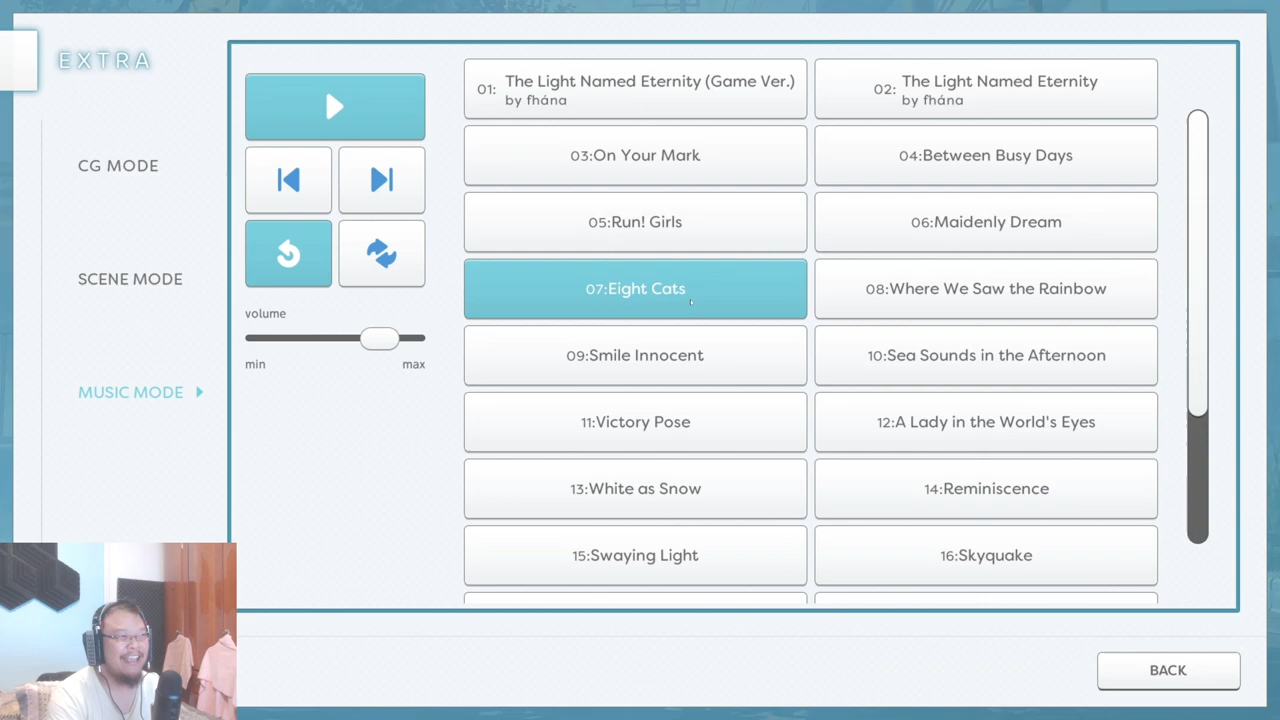 EXTRA
CG MODE
SCENE MODE
MUSIC MODE
volume
min
max
01: The Light Named Eternity (Game Ver.)
by fhána
02: The Light Named Eternity
by fhána
03:On Your Mark
04:Between Busy Days
05:Run! Girls
06:Maidenly Dream
07:Eight Cats
08:Where We Saw the Rainbow
09:Smile Innocent
10:Sea Sounds in the Afternoon
11:Victory Pose
12:A Lady in the World's Eyes
13:White as Snow
14:Reminiscence
15:Swaying Light
16:Skyquake
BACK